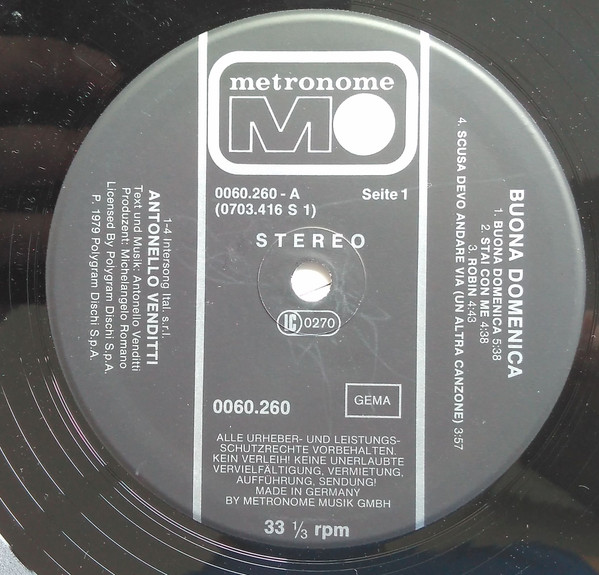 metronome
MO
0060.260 - A Seite 1
(0703.416 S 1)
STEREO
LC 0270
0060.260 GEMA
ALLE URHEBER- UND LEISTUNGS-
SCHUTZRECHTE VORBEHALTEN.
KEIN VERLEIH! KEINE UNERLAUBTE
VERVIELFÄLTIGUNG, VERMIETUNG,
AUFFÜHRUNG, SENDUNG!
MADE IN GERMANY
BY METRONOME MUSIK GMBH
33 ⅓ rpm
BUONA DOMENICA
1. BUONA DOMENICA 5:38
2. STAI CON ME 4:38
3. ROBIN 4:43
4. SCUSA DEVO ANDARE VIA (UN ALTRA CANZONE) 3:57
1-4 Intersong Ital. s.r.l.
ANTONELLO VENDITTI
Text und Musik: Antonello Venditti
Produzent: Michelangelo Romano
Licensed By Polygram Dischi S.p.A.
P. 1979 Polygram Dischi S.p.A.